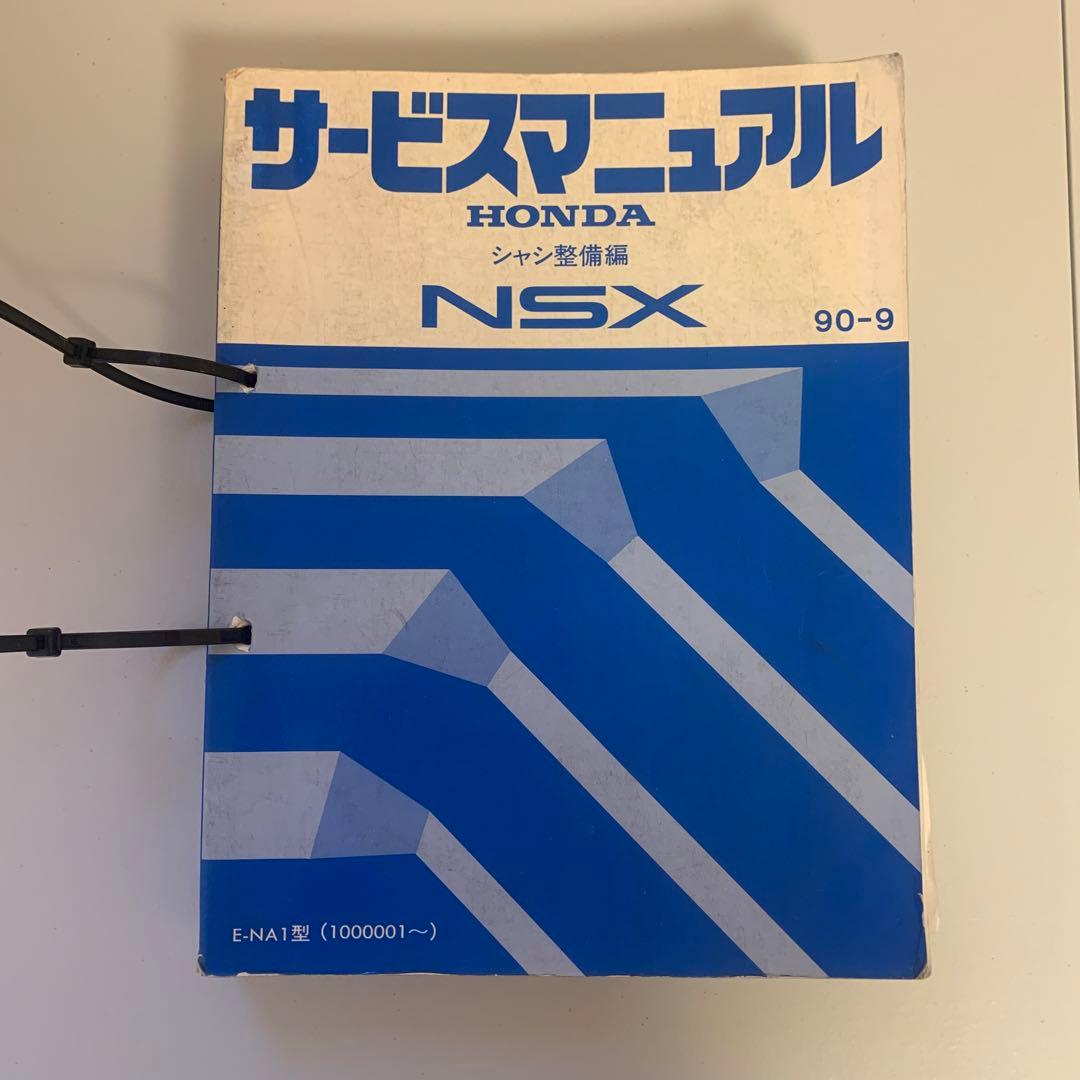 サービスマニュアル
HONDA
シャシ整備編
NSX
90-9
E-NA1型（1000001〜）